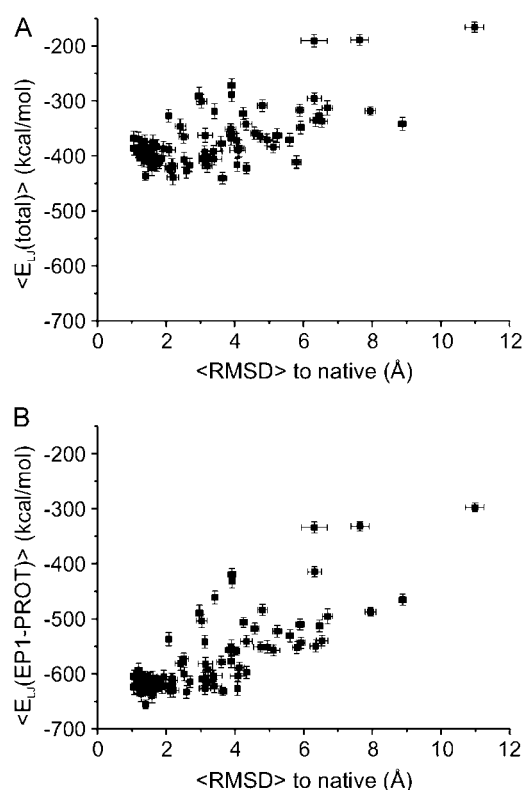 A
<E_LJ(total)> (kcal/mol)
-200
-300
-400
-500
-600
-700
0 2 4 6 8 10 12
<RMSD> to native (Å)
B
<E_LJ(EP1-PROT)> (kcal/mol)
-200
-300
-400
-500
-600
-700
0 2 4 6 8 10 12
<RMSD> to native (Å)